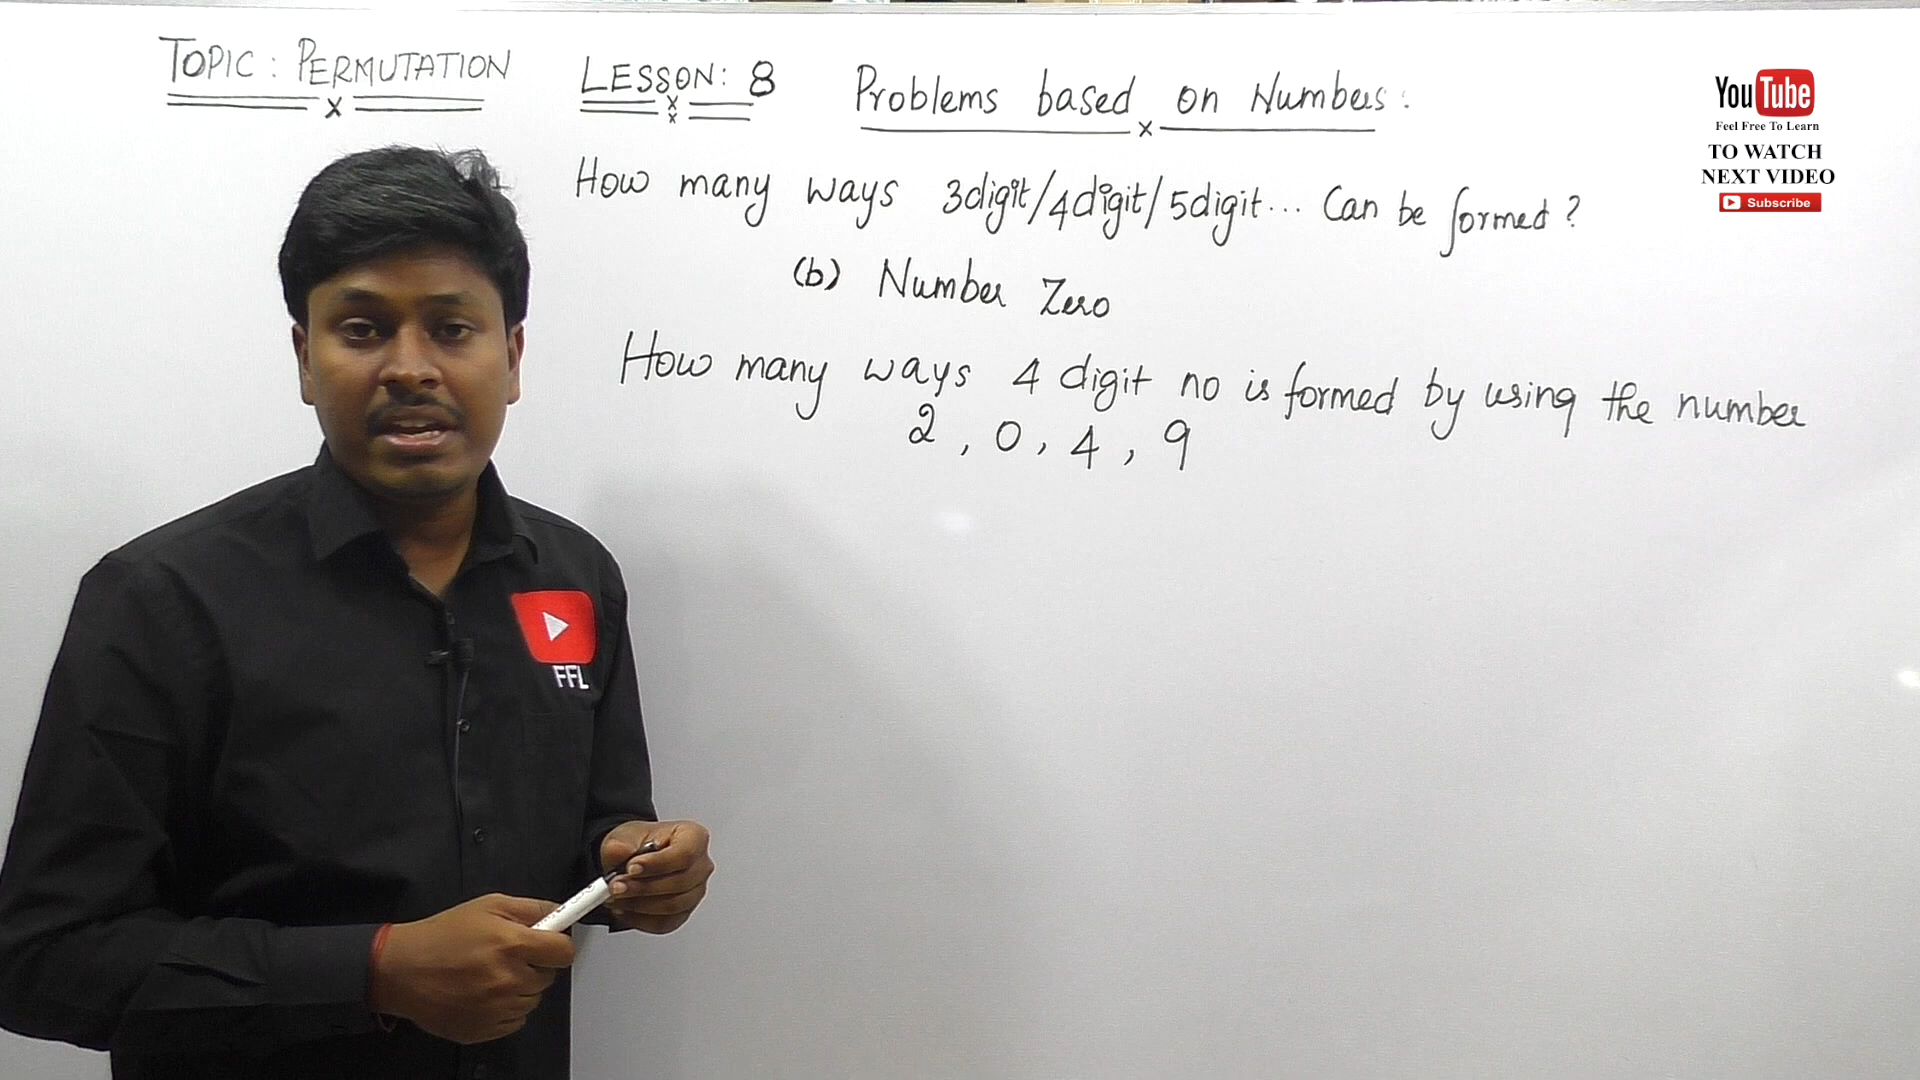 TOPIC: PERMUTATION
LESSON: 8
Problems based on Numbers:
How many ways 3digit/4digit/5digit... Can be formed?
(b) Number Zero
How many ways 4 digit no is formed by using the number
2, 0, 4, 9
YouTube
Feel Free To Learn
TO WATCH
NEXT VIDEO
Subscribe
FFL